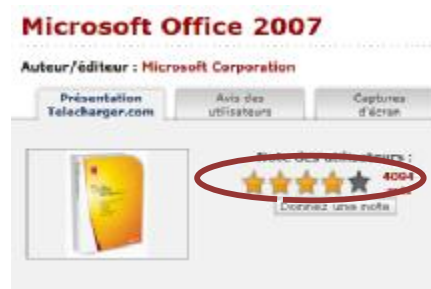 Microsoft Office 2007
Auteur/éditeur : Microsoft Corporation
Présentation
Telecharger.com
Avis des
utilisateurs
Captures
d'écran
Note des utilisateurs :
4094
Donnez une note